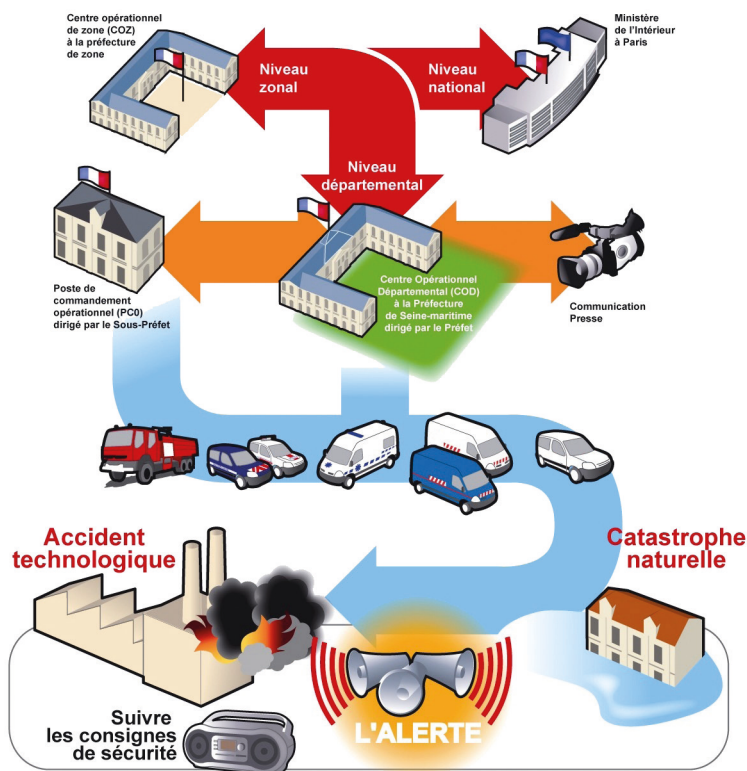 Centre opérationnel
de zone (COZ)
à la préfecture
de zone
Ministère
de l'Intérieur
à Paris
Niveau
zonal
Niveau
national
Niveau
départemental
Poste de
commandement
opérationnel (PC0)
dirigé par le Sous-Préfet
Centre Opérationnel
Départemental (COD)
à la Préfecture
de Seine-maritime
dirigé par le Préfet
Communication
Presse
Accident
technologique
Catastrophe
naturelle
Suivre
les consignes
de sécurité
L'ALERTE